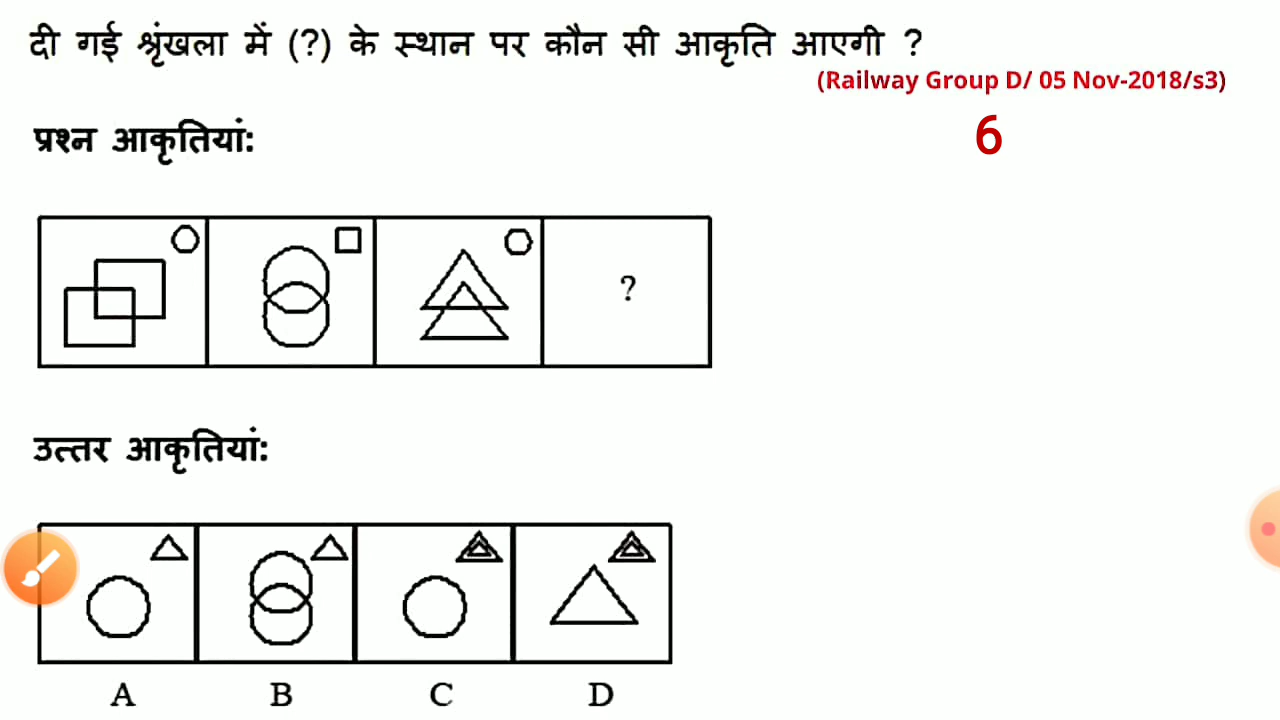 दी गई श्रृंखला में (?) के स्थान पर कौन सी आकृति आएगी ?
(Railway Group D/ 05 Nov-2018/s3)
6
प्रश्न आकृतियां:
?
उत्तर आकृतियां:
A B C D